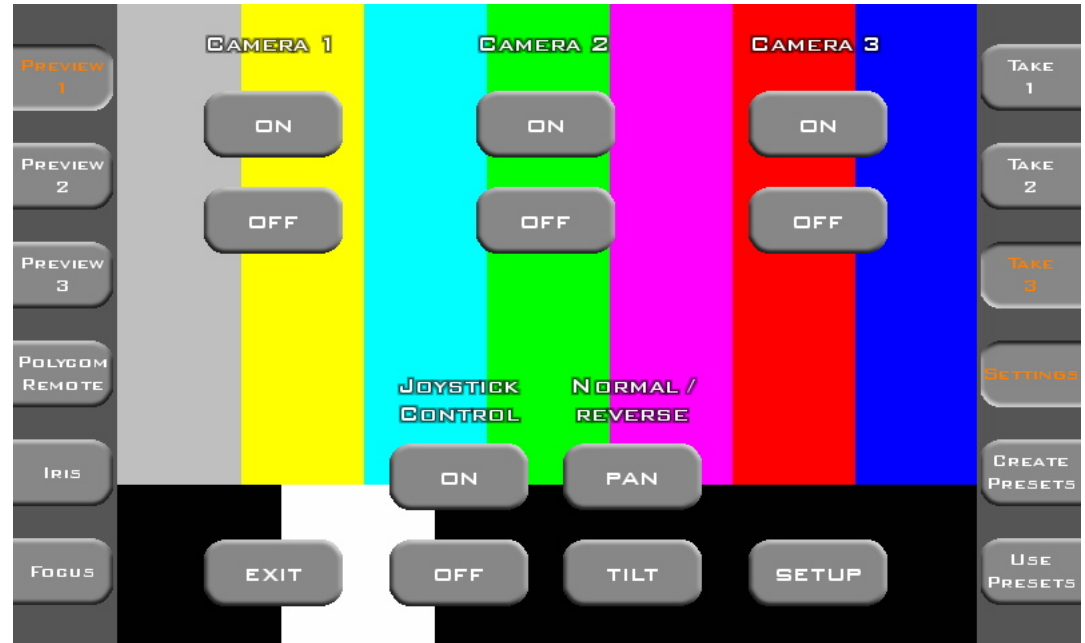 Preview
1
Preview
2
Preview
3
Polycom
Remote
Iris
Focus
Camera 1
Camera 2
Camera 3
ON
ON
ON
OFF
OFF
OFF
Joystick
Control
Normal /
reverse
ON
PAN
EXIT
OFF
TILT
SETUP
Take
1
Take
2
Take
3
Settings
Create
Presets
Use
Presets